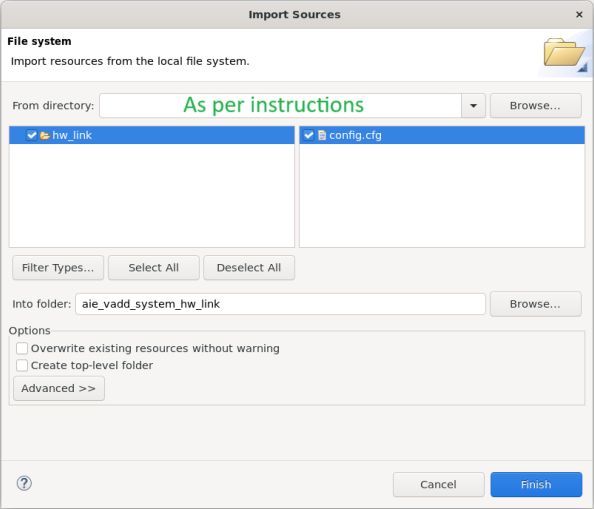 Import Sources
×
File system
Import resources from the local file system.
From directory: As per instructions Browse...
hw_link config.cfg
Filter Types... Select All Deselect All
Into folder: aie_vadd_system_hw_link Browse...
Options
Overwrite existing resources without warning
Create top-level folder
Advanced >>
? Cancel Finish